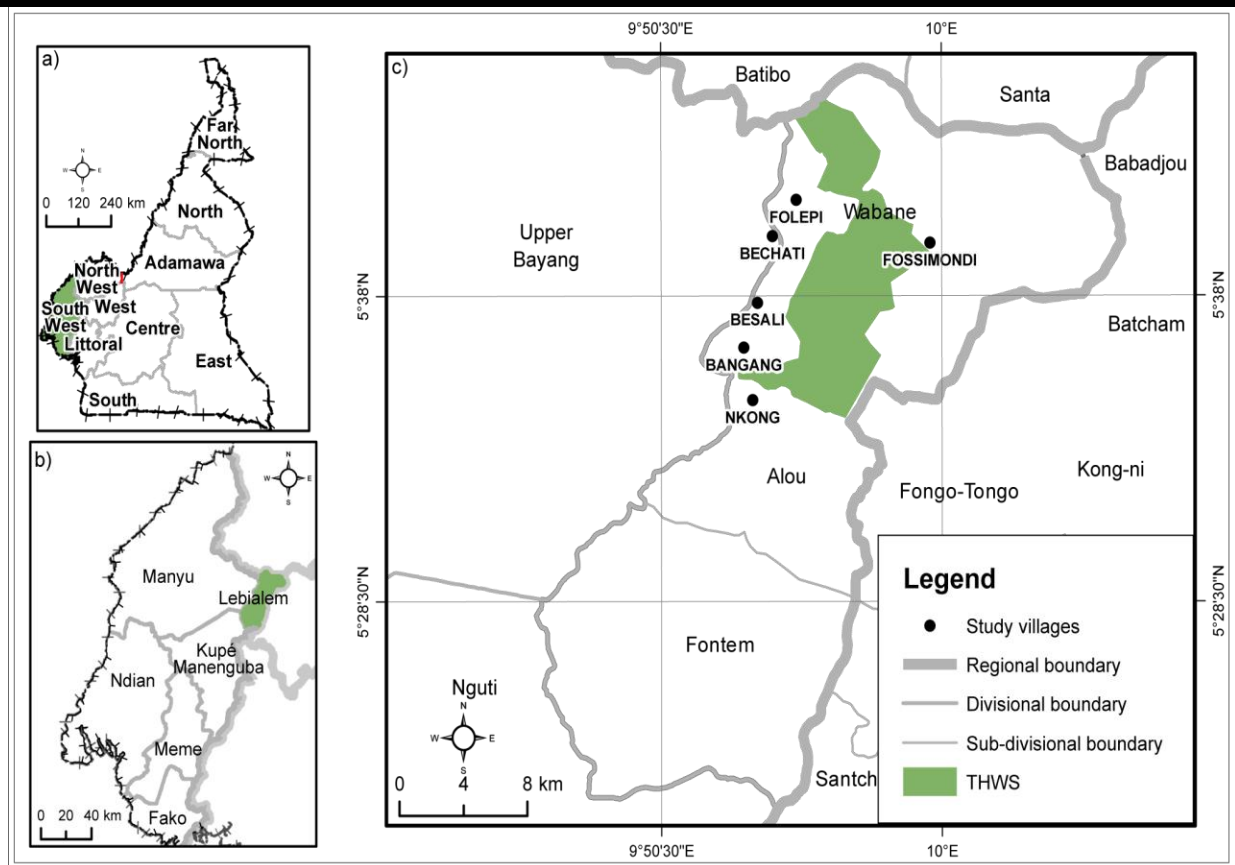 a)
N
W E
S
0 120 240 km
Far
North
North
Adamawa
North
West
West
South
West
Littoral
Centre
East
South
b)
N
W E
S
Manyu
Lebialem
Kupé
Manenguba
Ndian
Meme
Fako
0 20 40 km
9°50'30"E 10°E
c)
Batibo
Santa
Babadjou
Upper
Bayang
Wabane
FOLEPI
BECHATI
FOSSIMONDI
5°38'N 5°38'N
BESALI
Batcham
BANGANG
NKONG
Alou
Fongo-Tongo
Kong-ni
5°28'30"N 5°28'30"N
Fontem
Nguti
N
W E
S
0 4 8 km
Santch
Legend
Study villages
Regional boundary
Divisional boundary
Sub-divisional boundary
THWS
9°50'30"E 10°E